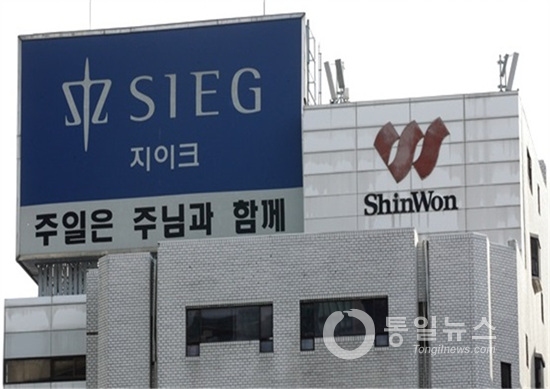 SIEG
지이크
주일은 주님과 함께
ShinWon
통일뉴스
Tongilnews.com